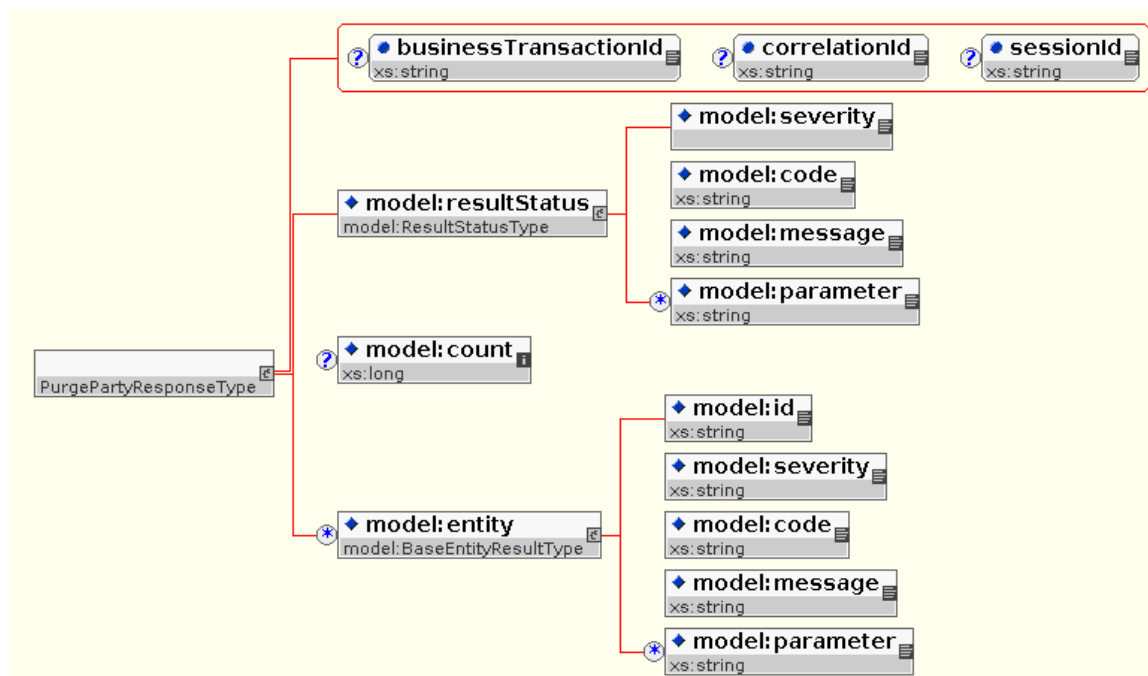 businessTransactionId
xs:string
correlationId
xs:string
sessionId
xs:string
model:severity
model:code
xs:string
model:resultStatus
model:ResultStatusType
model:message
xs:string
model:parameter
xs:string
model:count
xs:long
PurgePartyResponseType
model:id
xs:string
model:severity
xs:string
model:entity
model:BaseEntityResultType
model:code
xs:string
model:message
xs:string
model:parameter
xs:string